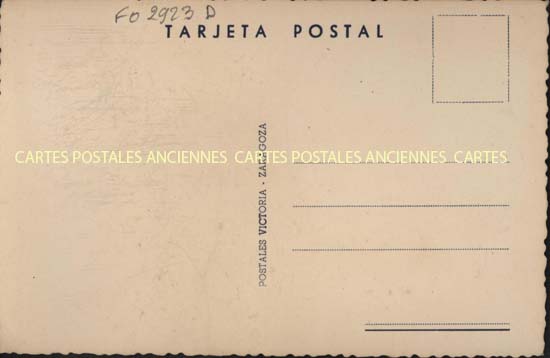 FO 2923 D
TARJETA POSTAL
CARTES POSTALES ANCIENNES CARTES POSTALES ANCIENNES CARTES
POSTALES VICTORIA - ZARAGOZA